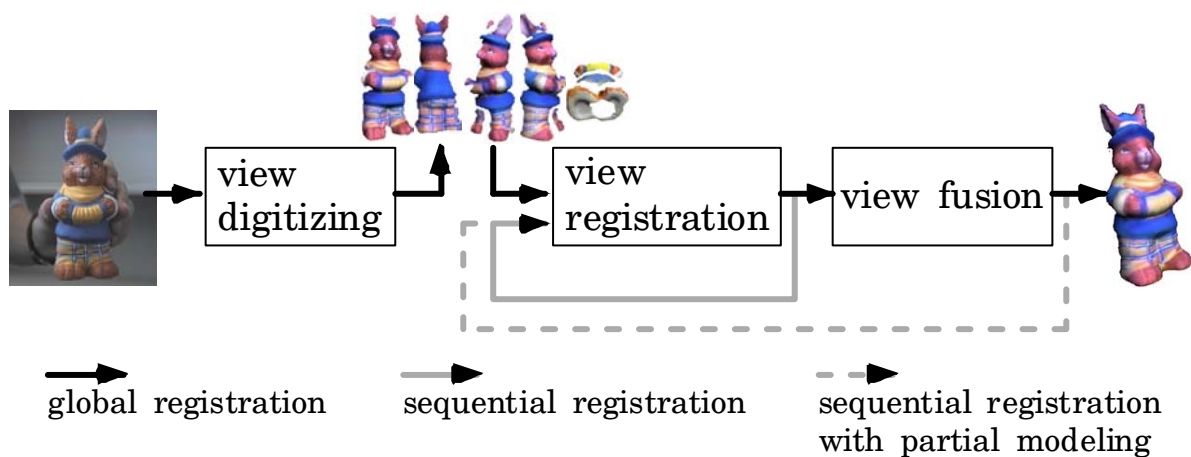 view
digitizing
view
registration
view fusion
global registration
sequential registration
sequential registration
with partial modeling